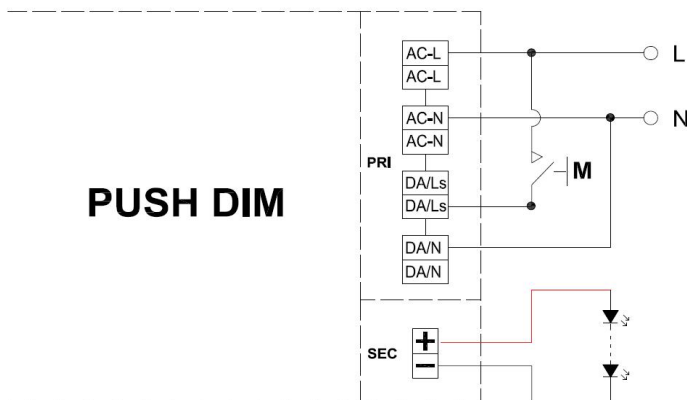 AC-L
L
AC-L
AC-N
N
AC-N
PRI
M
DA/Ls
PUSH DIM
DA/Ls
DA/N
DA/N
+
SEC
−